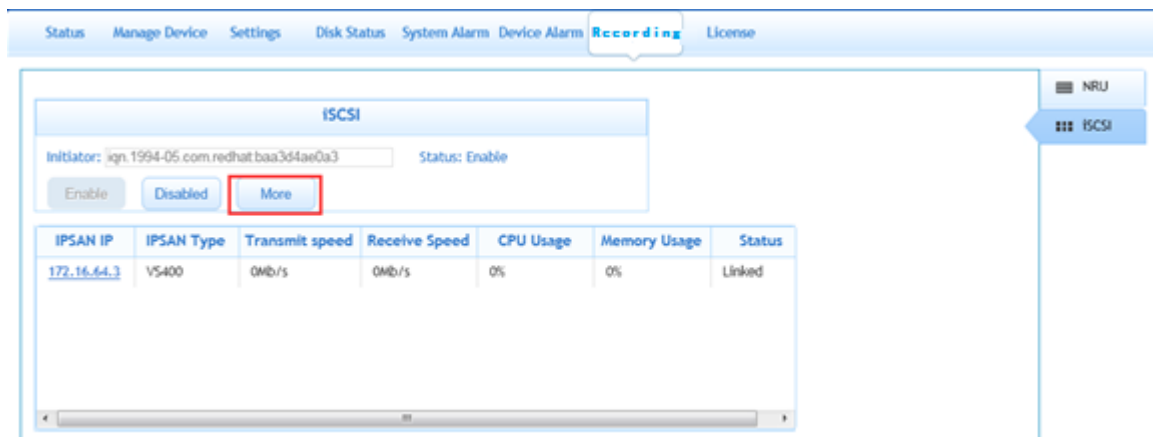 Status Manage Device Settings Disk Status System Alarm Device Alarm Recording License
NRU
iSCSI
iSCSI
Initiator: iqn.1994-05.com.redhat:baa3d4ae0a3 Status: Enable
Enable Disabled More
IPSAN IP IPSAN Type Transmit speed Receive Speed CPU Usage Memory Usage Status
172.16.64.3 VS400 0Mb/s 0Mb/s 0% 0% Linked